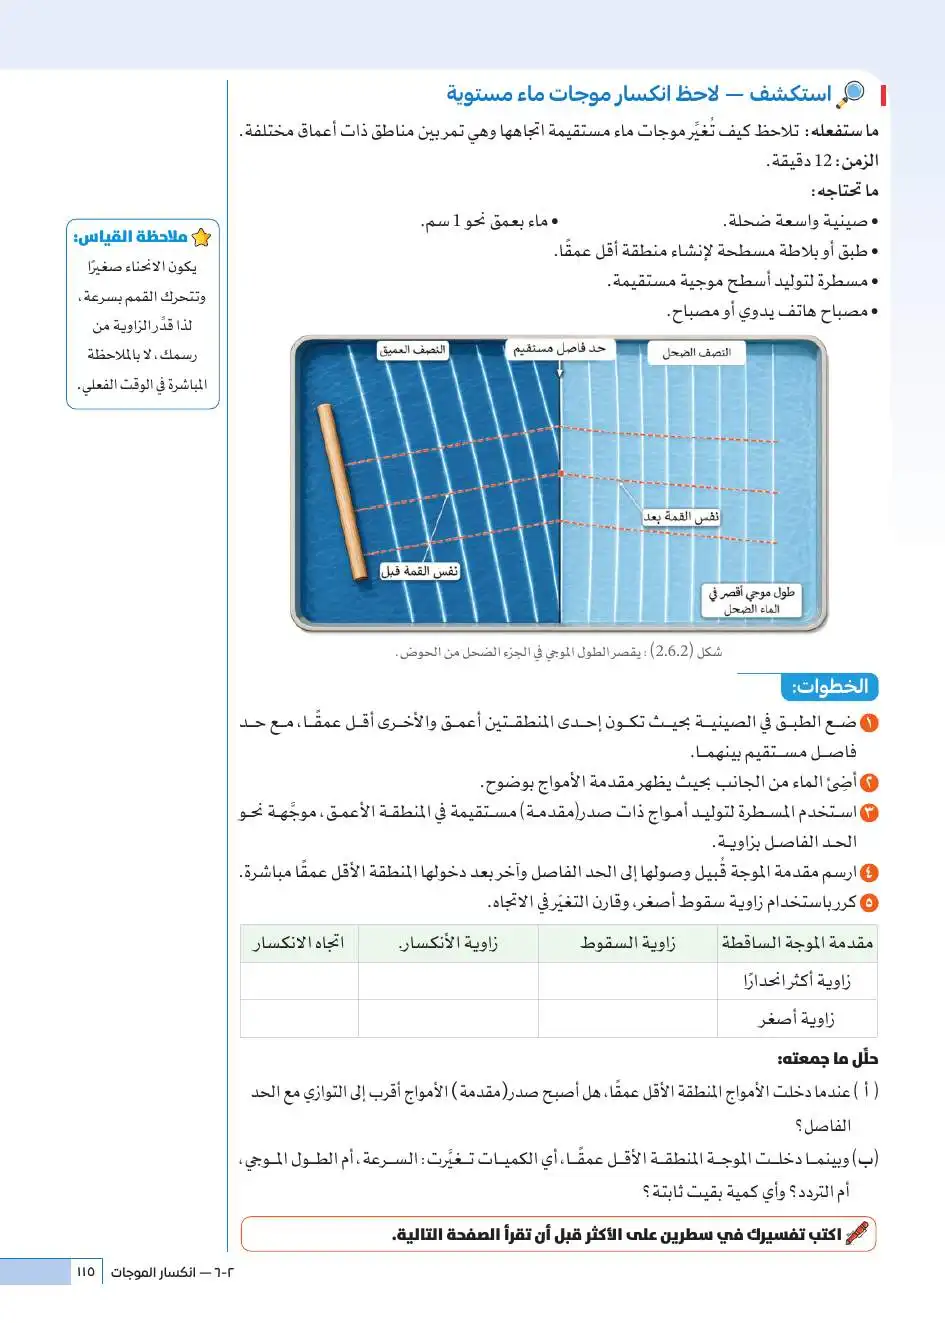 استكشف — لاحظ انكسار موجات ماء مستوية
ما ستفعله: تلاحظ كيف تُغيِّر موجات ماء مستقيمة اتجاهها وهي تمر بين مناطق ذات أعماق مختلفة.
الزمن: 12 دقيقة.
ما تحتاجه:
• صينية واسعة ضحلة.
• ماء بعمق نحو 1 سم.
• طبق أو بلاطة مسطحة لإنشاء منطقة أقل عمقًا.
• مسطرة لتوليد أسطح موجية مستقيمة.
• مصباح هاتف يدوي أو مصباح.
ملاحظة القياس:
يكون الانحناء صغيرًا
وتتحرك القمم بسرعة،
لذا قدِّر الزاوية من
رسمك، لا بالملاحظة
المباشرة في الوقت الفعلي.
النصف الضحل
حد فاصل مستقيم
النصف العميق
نفس القمة بعد
نفس القمة قبل
طول موجي أقصر في
الماء الضحل
شكل (2.6.2): يقصر الطول الموجي في الجزء الضحل من الحوض.
الخطوات:
١ ضع الطبق في الصينية بحيث تكون إحدى المنطقتين أعمق والأخرى أقل عمقًا، مع حد
فاصل مستقيم بينهما.
٢ أضِئ الماء من الجانب بحيث يظهر مقدمة الأمواج بوضوح.
٣ استخدم المسطرة لتوليد أمواج ذات صدر(مقدمة) مستقيمة في المنطقة الأعمق، موجَّهة نحو
الحد الفاصل بزاوية.
٤ ارسم مقدمة الموجة قُبيل وصولها إلى الحد الفاصل وآخر بعد دخولها المنطقة الأقل عمقًا مباشرة.
٥ كرر باستخدام زاوية سقوط أصغر، وقارن التغيّر في الاتجاه.
مقدمة الموجة الساقطة زاوية السقوط زاوية الأنكسار. اتجاه الانكسار
زاوية أكثر انحدارًا
زاوية أصغر
حلّل ما جمعته:
(أ) عندما دخلت الأمواج المنطقة الأقل عمقًا، هل أصبح صدر(مقدمة) الأمواج أقرب إلى التوازي مع الحد
الفاصل؟
(ب) وبينما دخلت الموجة المنطقة الأقل عمقًا، أي الكميات تغيَّرت: السرعة، أم الطول الموجي،
أم التردد؟ وأي كمية بقيت ثابتة؟
اكتب تفسيرك في سطرين على الأكثر قبل أن تقرأ الصفحة التالية.
٢-٦ — انكسار الموجات ١١٥